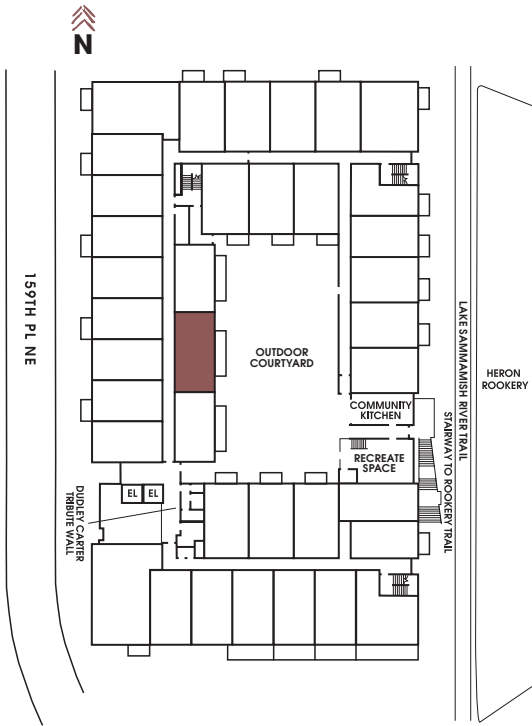 N
159TH PL NE
OUTDOOR
COURTYARD
COMMUNITY
KITCHEN
RECREATE
SPACE
EL
EL
DUDLEY CARTER
TRIBUTE WALL
LAKE SAMMAMISH RIVER TRAIL
STAIRWAY TO ROOKERY TRAIL
HERON
ROOKERY